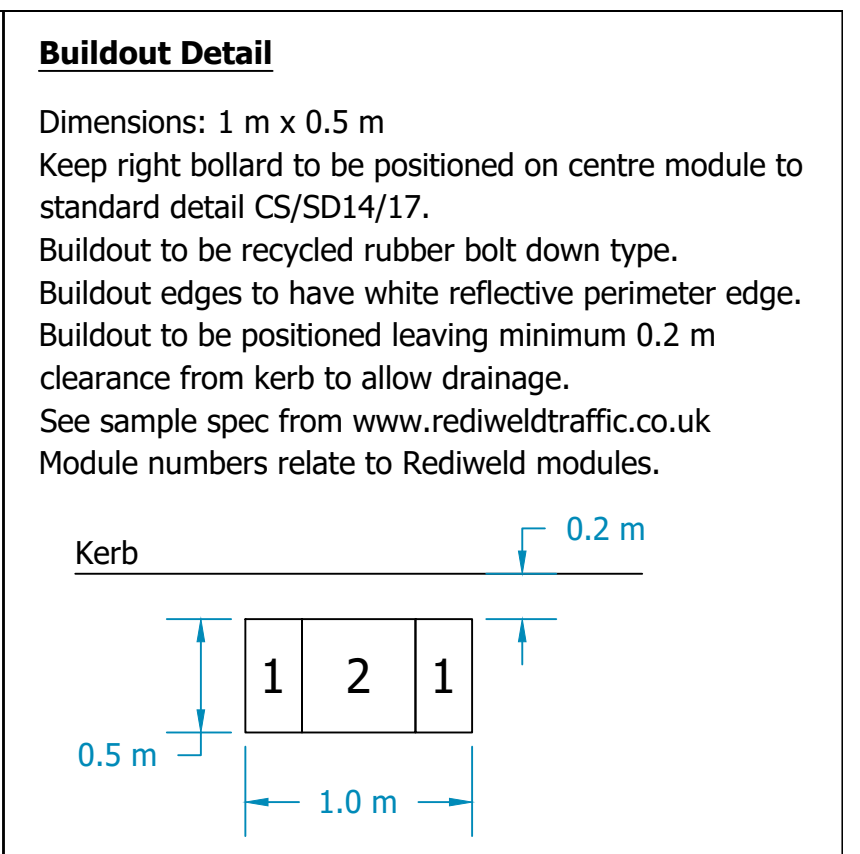 Buildout Detail
Dimensions: 1 m x 0.5 m
Keep right bollard to be positioned on centre module to
standard detail CS/SD14/17.
Buildout to be recycled rubber bolt down type.
Buildout edges to have white reflective perimeter edge.
Buildout to be positioned leaving minimum 0.2 m
clearance from kerb to allow drainage.
See sample spec from www.rediweldtraffic.co.uk
Module numbers relate to Rediweld modules.
0.2 m
Kerb
1 2 1
0.5 m
1.0 m